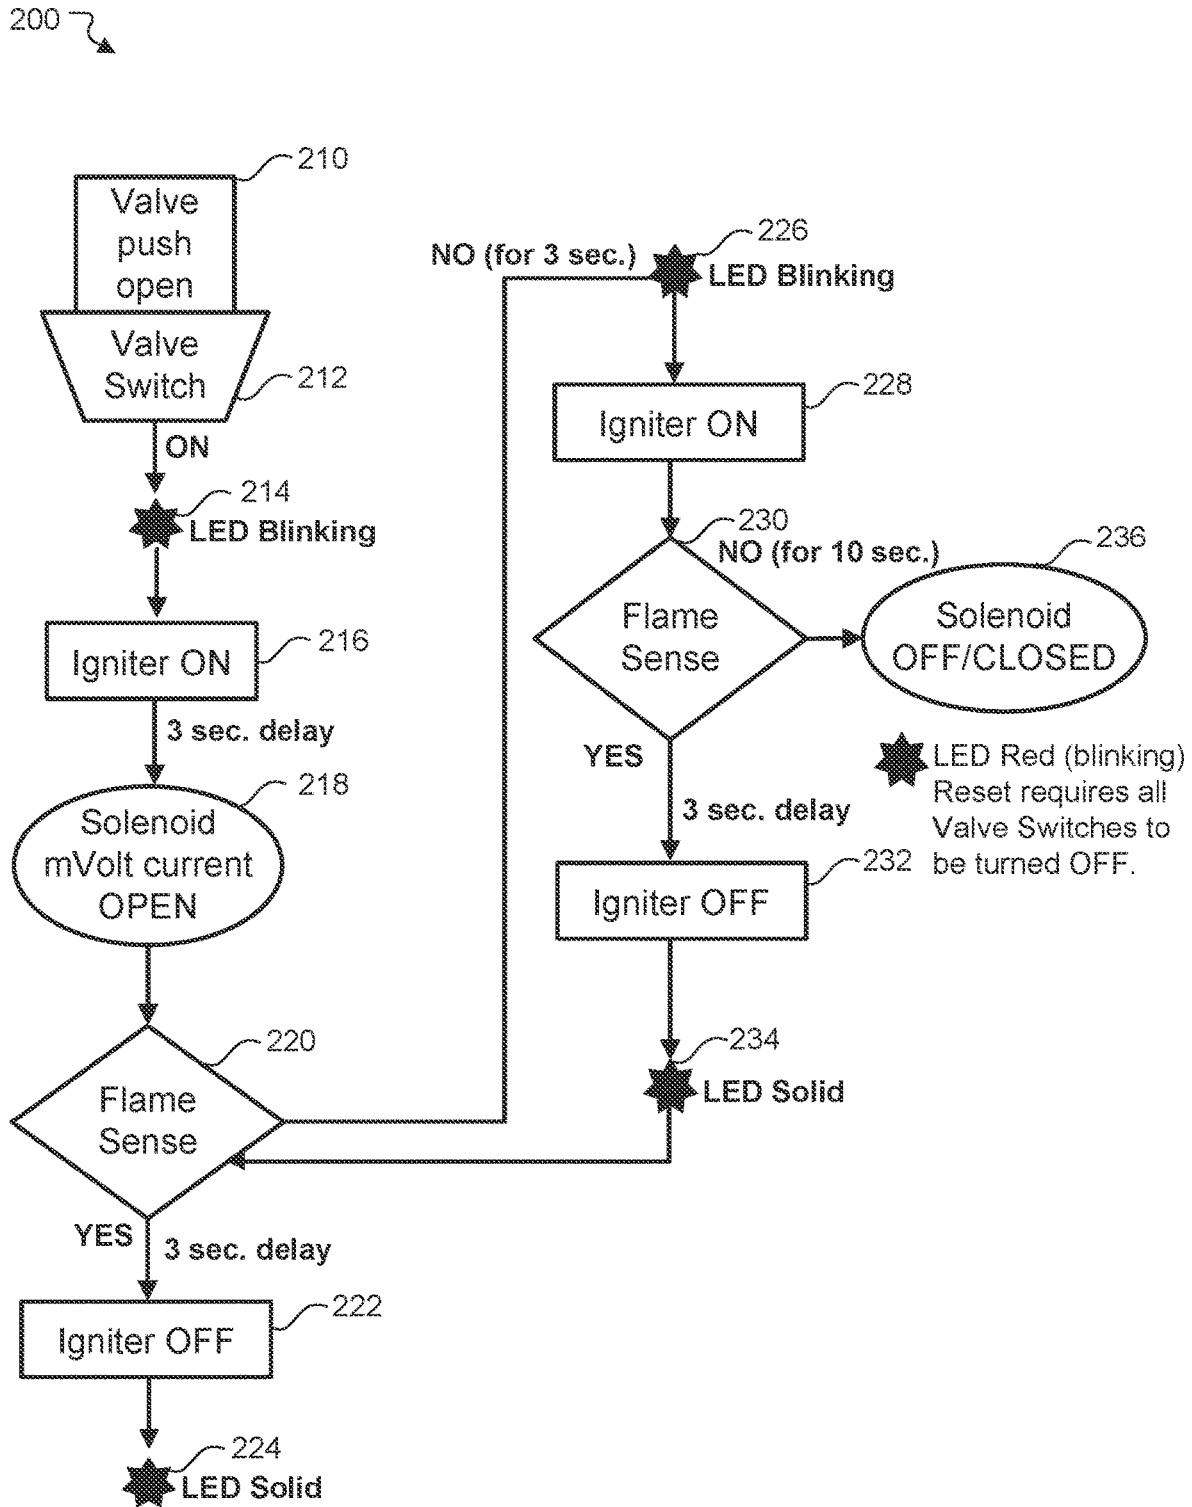 200
210
Valve
push
open
Valve
Switch
212
ON
214
LED Blinking
Igniter ON
216
3 sec. delay
218
Solenoid
mVolt current
OPEN
220
Flame
Sense
YES
3 sec. delay
222
Igniter OFF
224
LED Solid
NO (for 3 sec.)
226
LED Blinking
228
Igniter ON
230
NO (for 10 sec.)
Flame
Sense
236
Solenoid
OFF/CLOSED
YES
LED Red (blinking)
Reset requires all
Valve Switches to
be turned OFF.
3 sec. delay
232
Igniter OFF
234
LED Solid